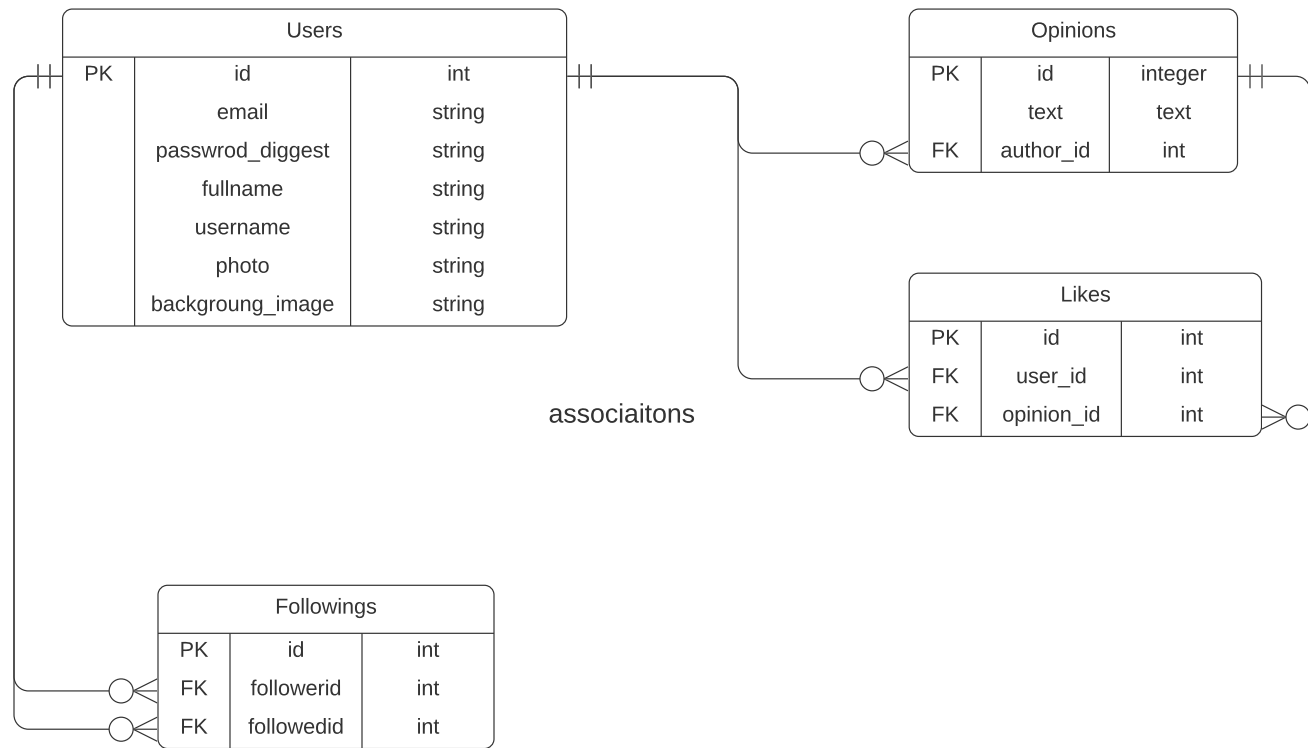 Users
PK id int
email string
passwrod_diggest string
fullname string
username string
photo string
backgroung_image string
Opinions
PK id integer
text text
FK author_id int
Likes
PK id int
FK user_id int
FK opinion_id int
associaitons
Followings
PK id int
FK followerid int
FK followedid int